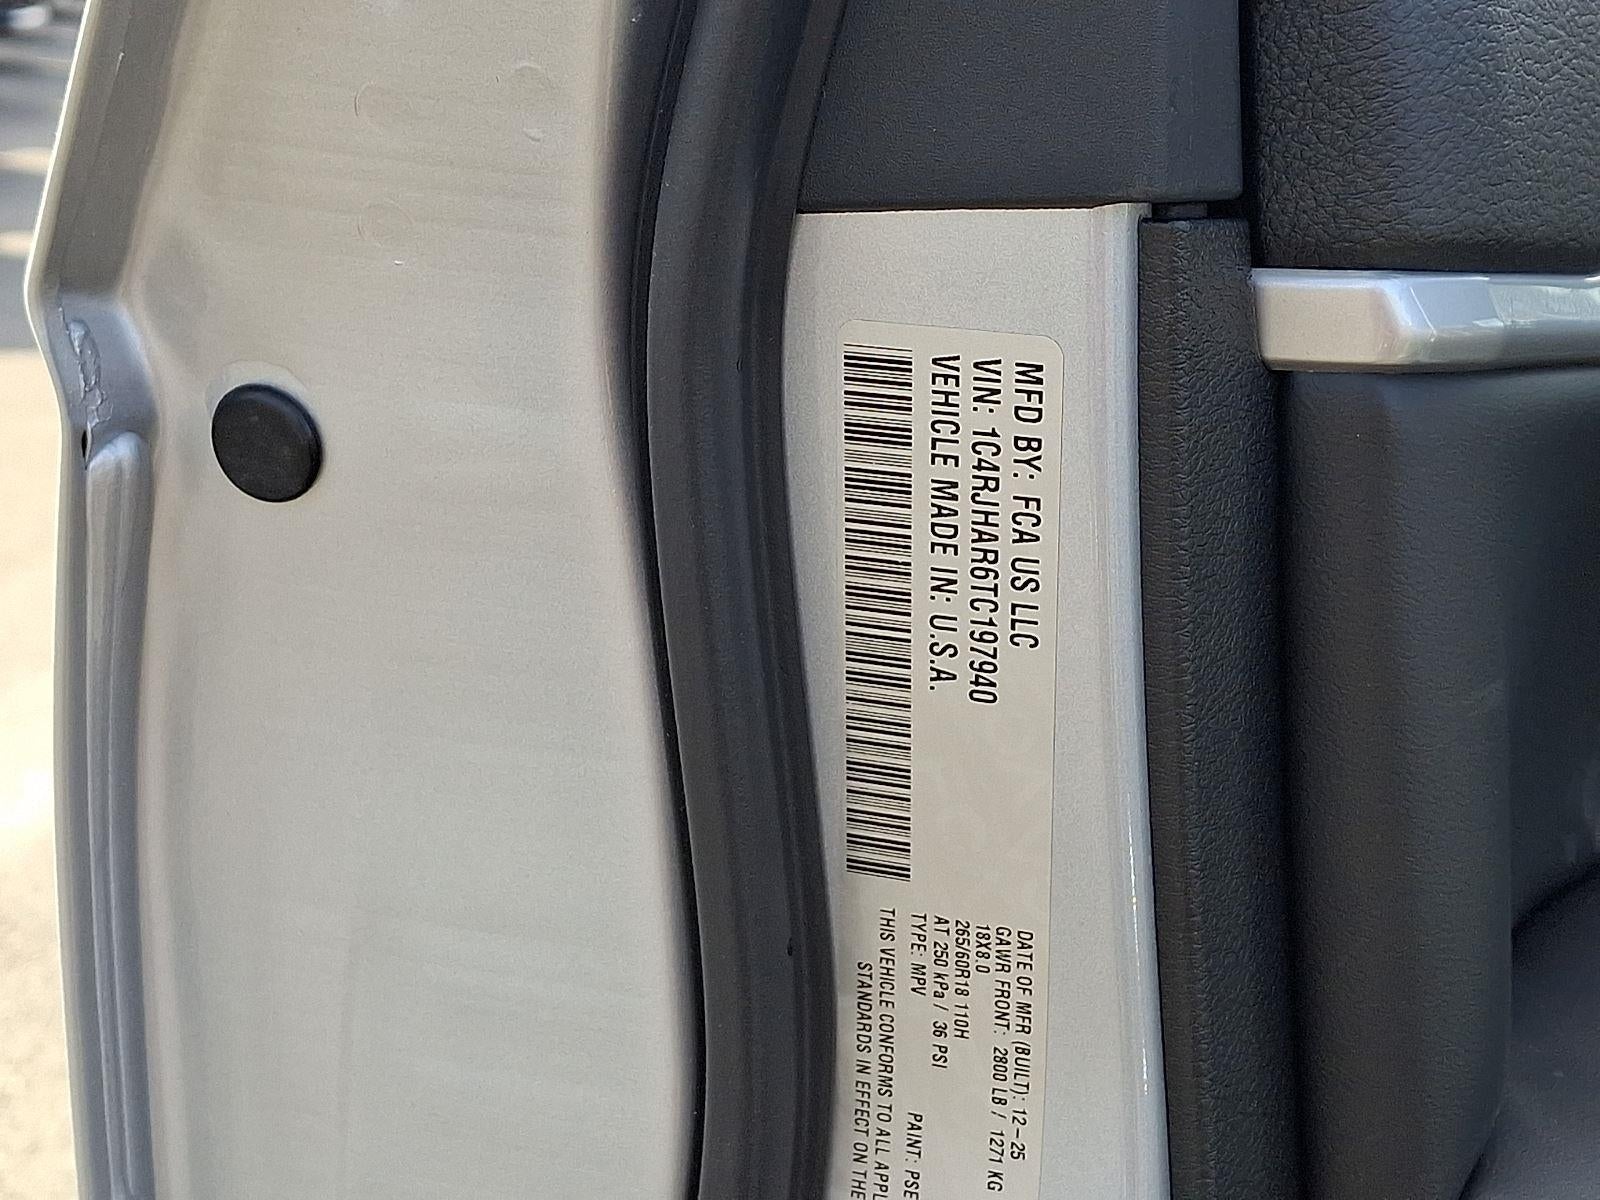 MFD BY: FCA US LLC
VIN: 1C4RJHAR6TC197940
VEHICLE MADE IN: U.S.A.
DATE OF MFR (BUILT): 12-25
GAWR FRONT: 2800 LB / 1271 KG
18X8.0
265/60R18 110H
AT 250 kPa / 36 PSI
TYPE: MPV PAINT: PSE
THIS VEHICLE CONFORMS TO ALL APPL
STANDARDS IN EFFECT ON THE